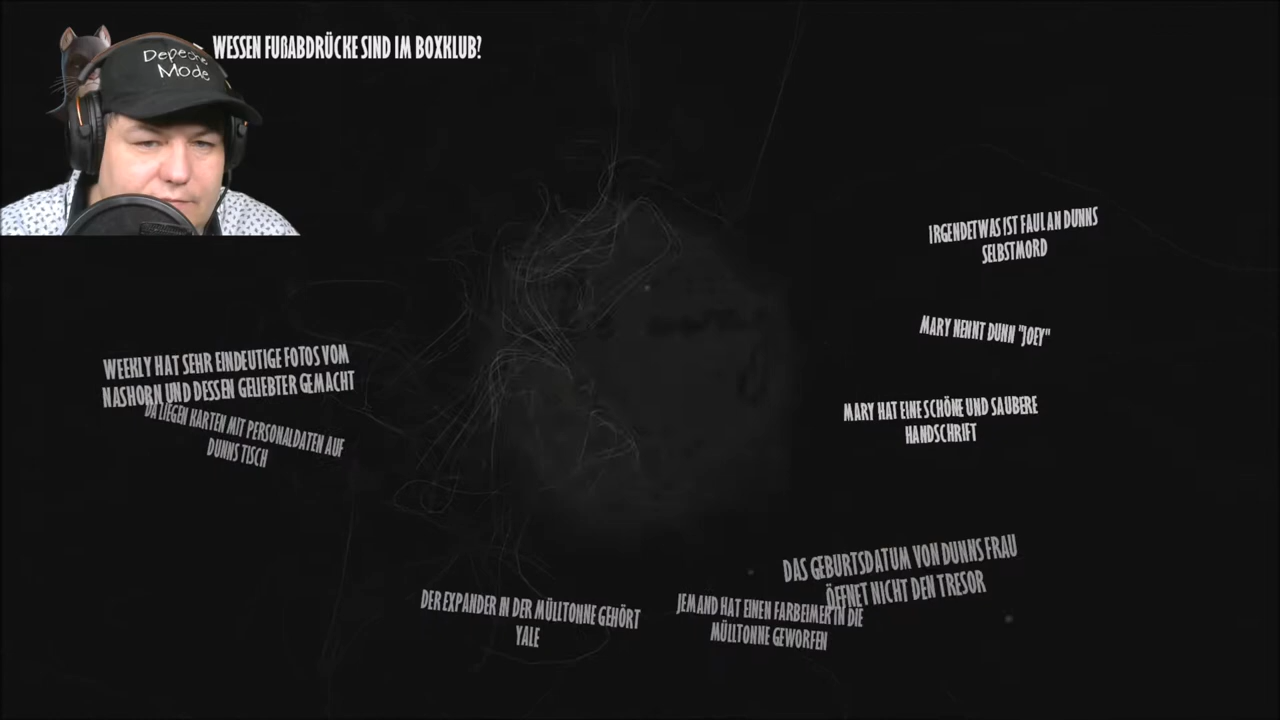 Depeche
Mode
WESSEN FUßABDRÜCKE SIND IM BOXKLUB?
IRGENDETWAS IST FAUL AN DUNNS
SELBSTMORD
MARY NENNT DUNN "JOEY"
WEEKLY HAT SEHR EINDEUTIGE FOTOS VOM
NASHORN UND DESSEN GELIEBTER GEMACHT
DA LIEGEN KARTEN MIT PERSONALDATEN AUF
DUNNS TISCH
MARY HAT EINE SCHÖNE UND SAUBERE
HANDSCHRIFT
DAS GEBURTSDATUM VON DUNNS FRAU
ÖFFNET NICHT DEN TRESOR
DER EXPANDER IN DER MÜLLTONNE GEHÖRT
YALE
JEMAND HAT EINEN FARBEIMER IN DIE
MÜLLTONNE GEWORFEN